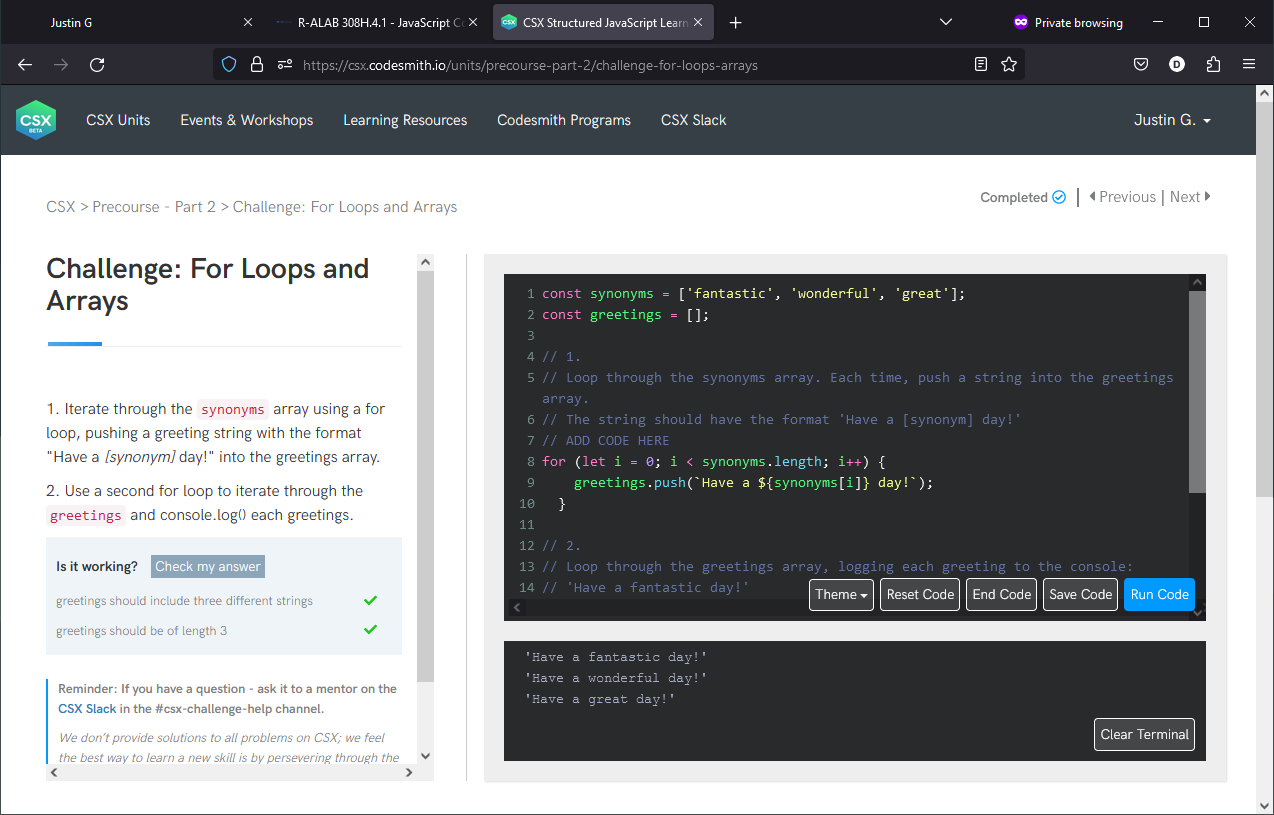 Justin G
R-ALAB 308H.4.1 - JavaScript Co
CSX Structured JavaScript Learn
Private browsing
https://csx.codesmith.io/units/precourse-part-2/challenge-for-loops-arrays
D
CSX
BETA
CSX Units
Events & Workshops
Learning Resources
Codesmith Programs
CSX Slack
Justin G.
CSX > Precourse - Part 2 > Challenge: For Loops and Arrays
Completed
Previous | Next
Challenge: For Loops and
Arrays
1. Iterate through the synonyms array using a for
loop, pushing a greeting string with the format
"Have a [synonym] day!" into the greetings array.
2. Use a second for loop to iterate through the
greetings and console.log() each greetings.
Is it working? Check my answer
greetings should include three different strings
greetings should be of length 3
Reminder: If you have a question - ask it to a mentor on the
CSX Slack in the #csx-challenge-help channel.
We don't provide solutions to all problems on CSX; we feel
the best way to learn a new skill is by persevering through the
1 const synonyms = ['fantastic', 'wonderful', 'great'];
2 const greetings = [];
3
4 // 1.
5 // Loop through the synonyms array. Each time, push a string into the greetings
array.
6 // The string should have the format 'Have a [synonym] day!'
7 // ADD CODE HERE
8 for (let i = 0; i < synonyms.length; i++) {
9     greetings.push(`Have a ${synonyms[i]} day!`);
10   }
11
12 // 2.
13 // Loop through the greetings array, logging each greeting to the console:
14 // 'Have a fantastic day!'
Theme
Reset Code
End Code
Save Code
Run Code
'Have a fantastic day!'
'Have a wonderful day!'
'Have a great day!'
Clear Terminal